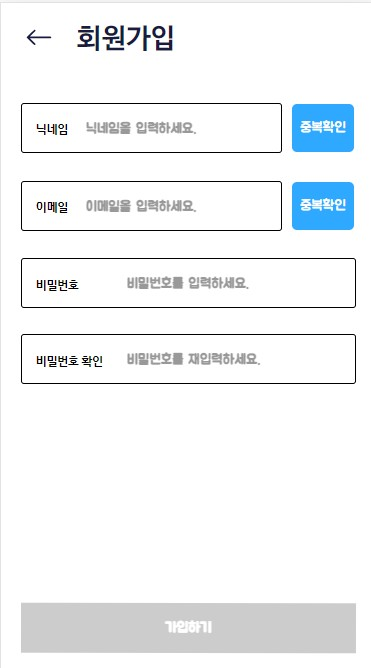 회원가입
닉네임 닉네임을 입력하세요. 중복확인
이메일 이메일을 입력하세요. 중복확인
비밀번호 비밀번호를 입력하세요.
비밀번호 확인 비밀번호를 재입력하세요.
가입하기